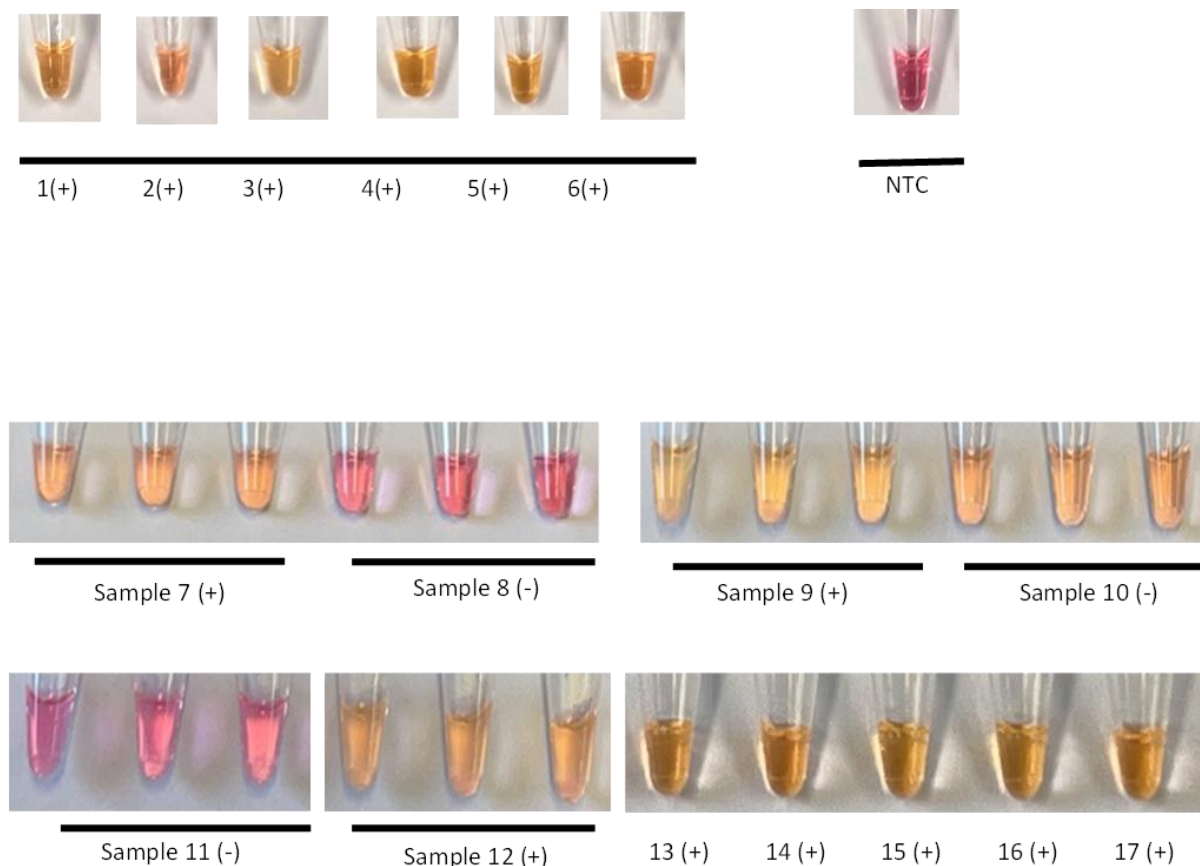 1(+) 2(+) 3(+) 4(+) 5(+) 6(+) NTC
Sample 7 (+) Sample 8 (-) Sample 9 (+) Sample 10 (-)
Sample 11 (-) Sample 12 (+) 13 (+) 14 (+) 15 (+) 16 (+) 17 (+)